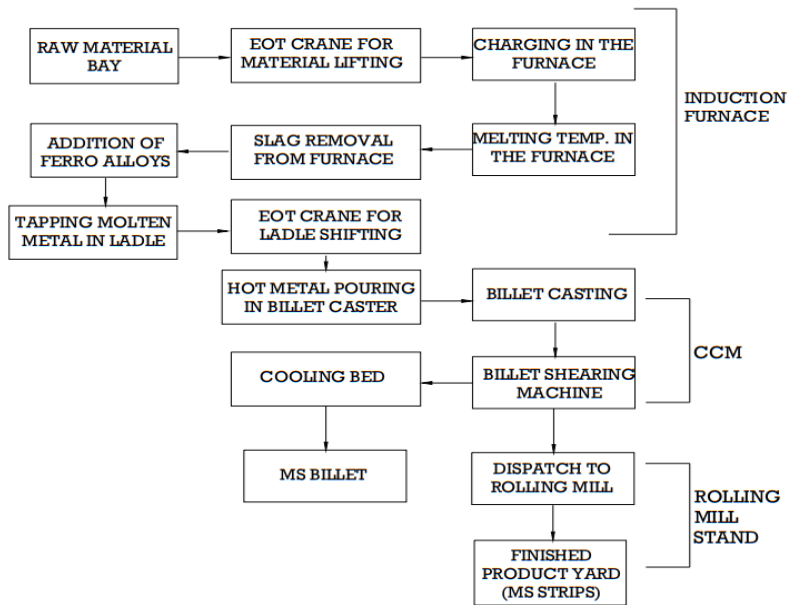 RAW MATERIAL
BAY
EOT CRANE FOR
MATERIAL LIFTING
CHARGING IN THE
FURNACE
INDUCTION
FURNACE
ADDITION OF
FERRO ALLOYS
SLAG REMOVAL
FROM FURNACE
MELTING TEMP. IN
THE FURNACE
TAPPING MOLTEN
METAL IN LADLE
EOT CRANE FOR
LADLE SHIFTING
HOT METAL POURING
IN BILLET CASTER
BILLET CASTING
CCM
COOLING BED
BILLET SHEARING
MACHINE
MS BILLET
DISPATCH TO
ROLLING MILL
ROLLING
MILL
STAND
FINISHED
PRODUCT YARD
(MS STRIPS)